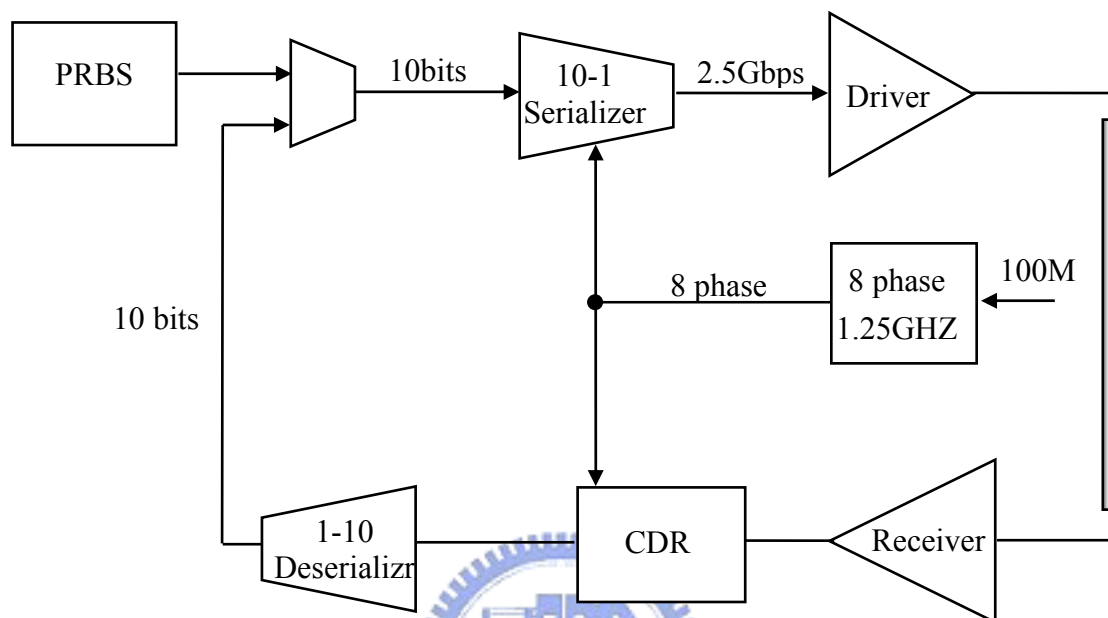 PRBS
10bits
10-1
Serializer
2.5Gbps
Driver
10 bits
8 phase
8 phase
1.25GHZ
100M
1-10
Deserializr
CDR
Receiver